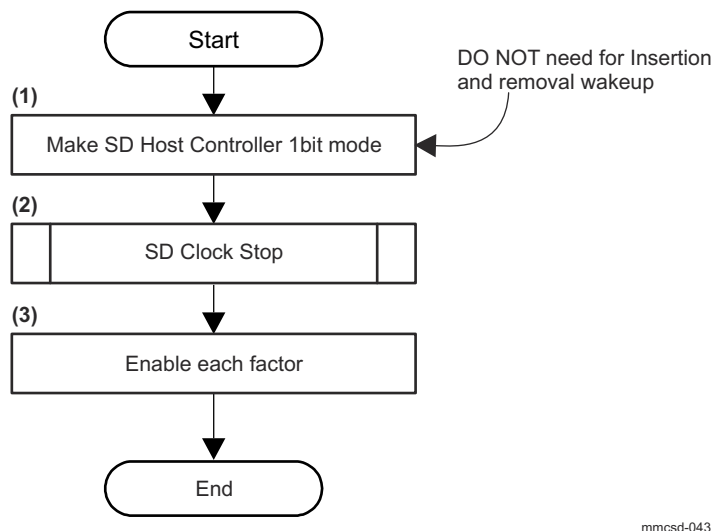 Start
DO NOT need for Insertion
and removal wakeup
(1)
Make SD Host Controller 1bit mode
(2)
SD Clock Stop
(3)
Enable each factor
End
mmcsd-043